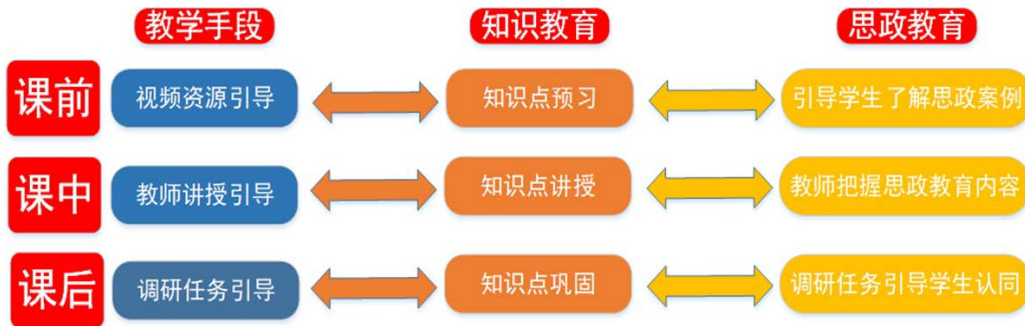 教学手段 知识教育 思政教育
课前 视频资源引导 知识点预习 引导学生了解思政案例
课中 教师讲授引导 知识点讲授 教师把握思政教育内容
课后 调研任务引导 知识点巩固 调研任务引导学生认同